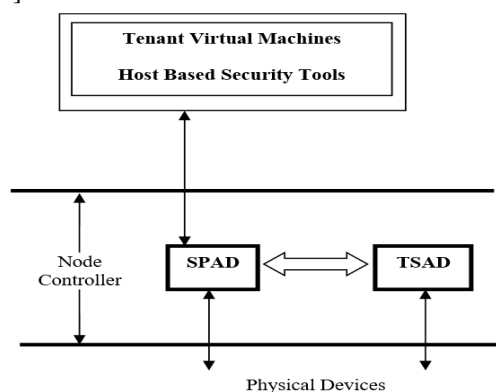 ]
Tenant Virtual Machines
Host Based Security Tools
Node
Controller
SPAD
TSAD
Physical Devices